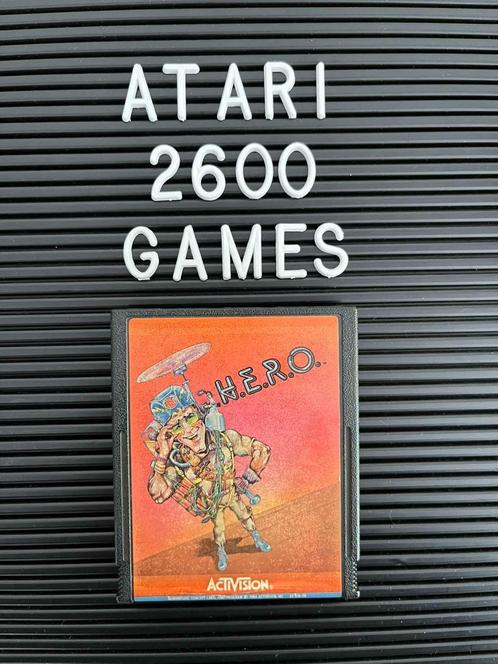 ATARI
2600
GAMES
H.E.R.O.
ACTIVISION